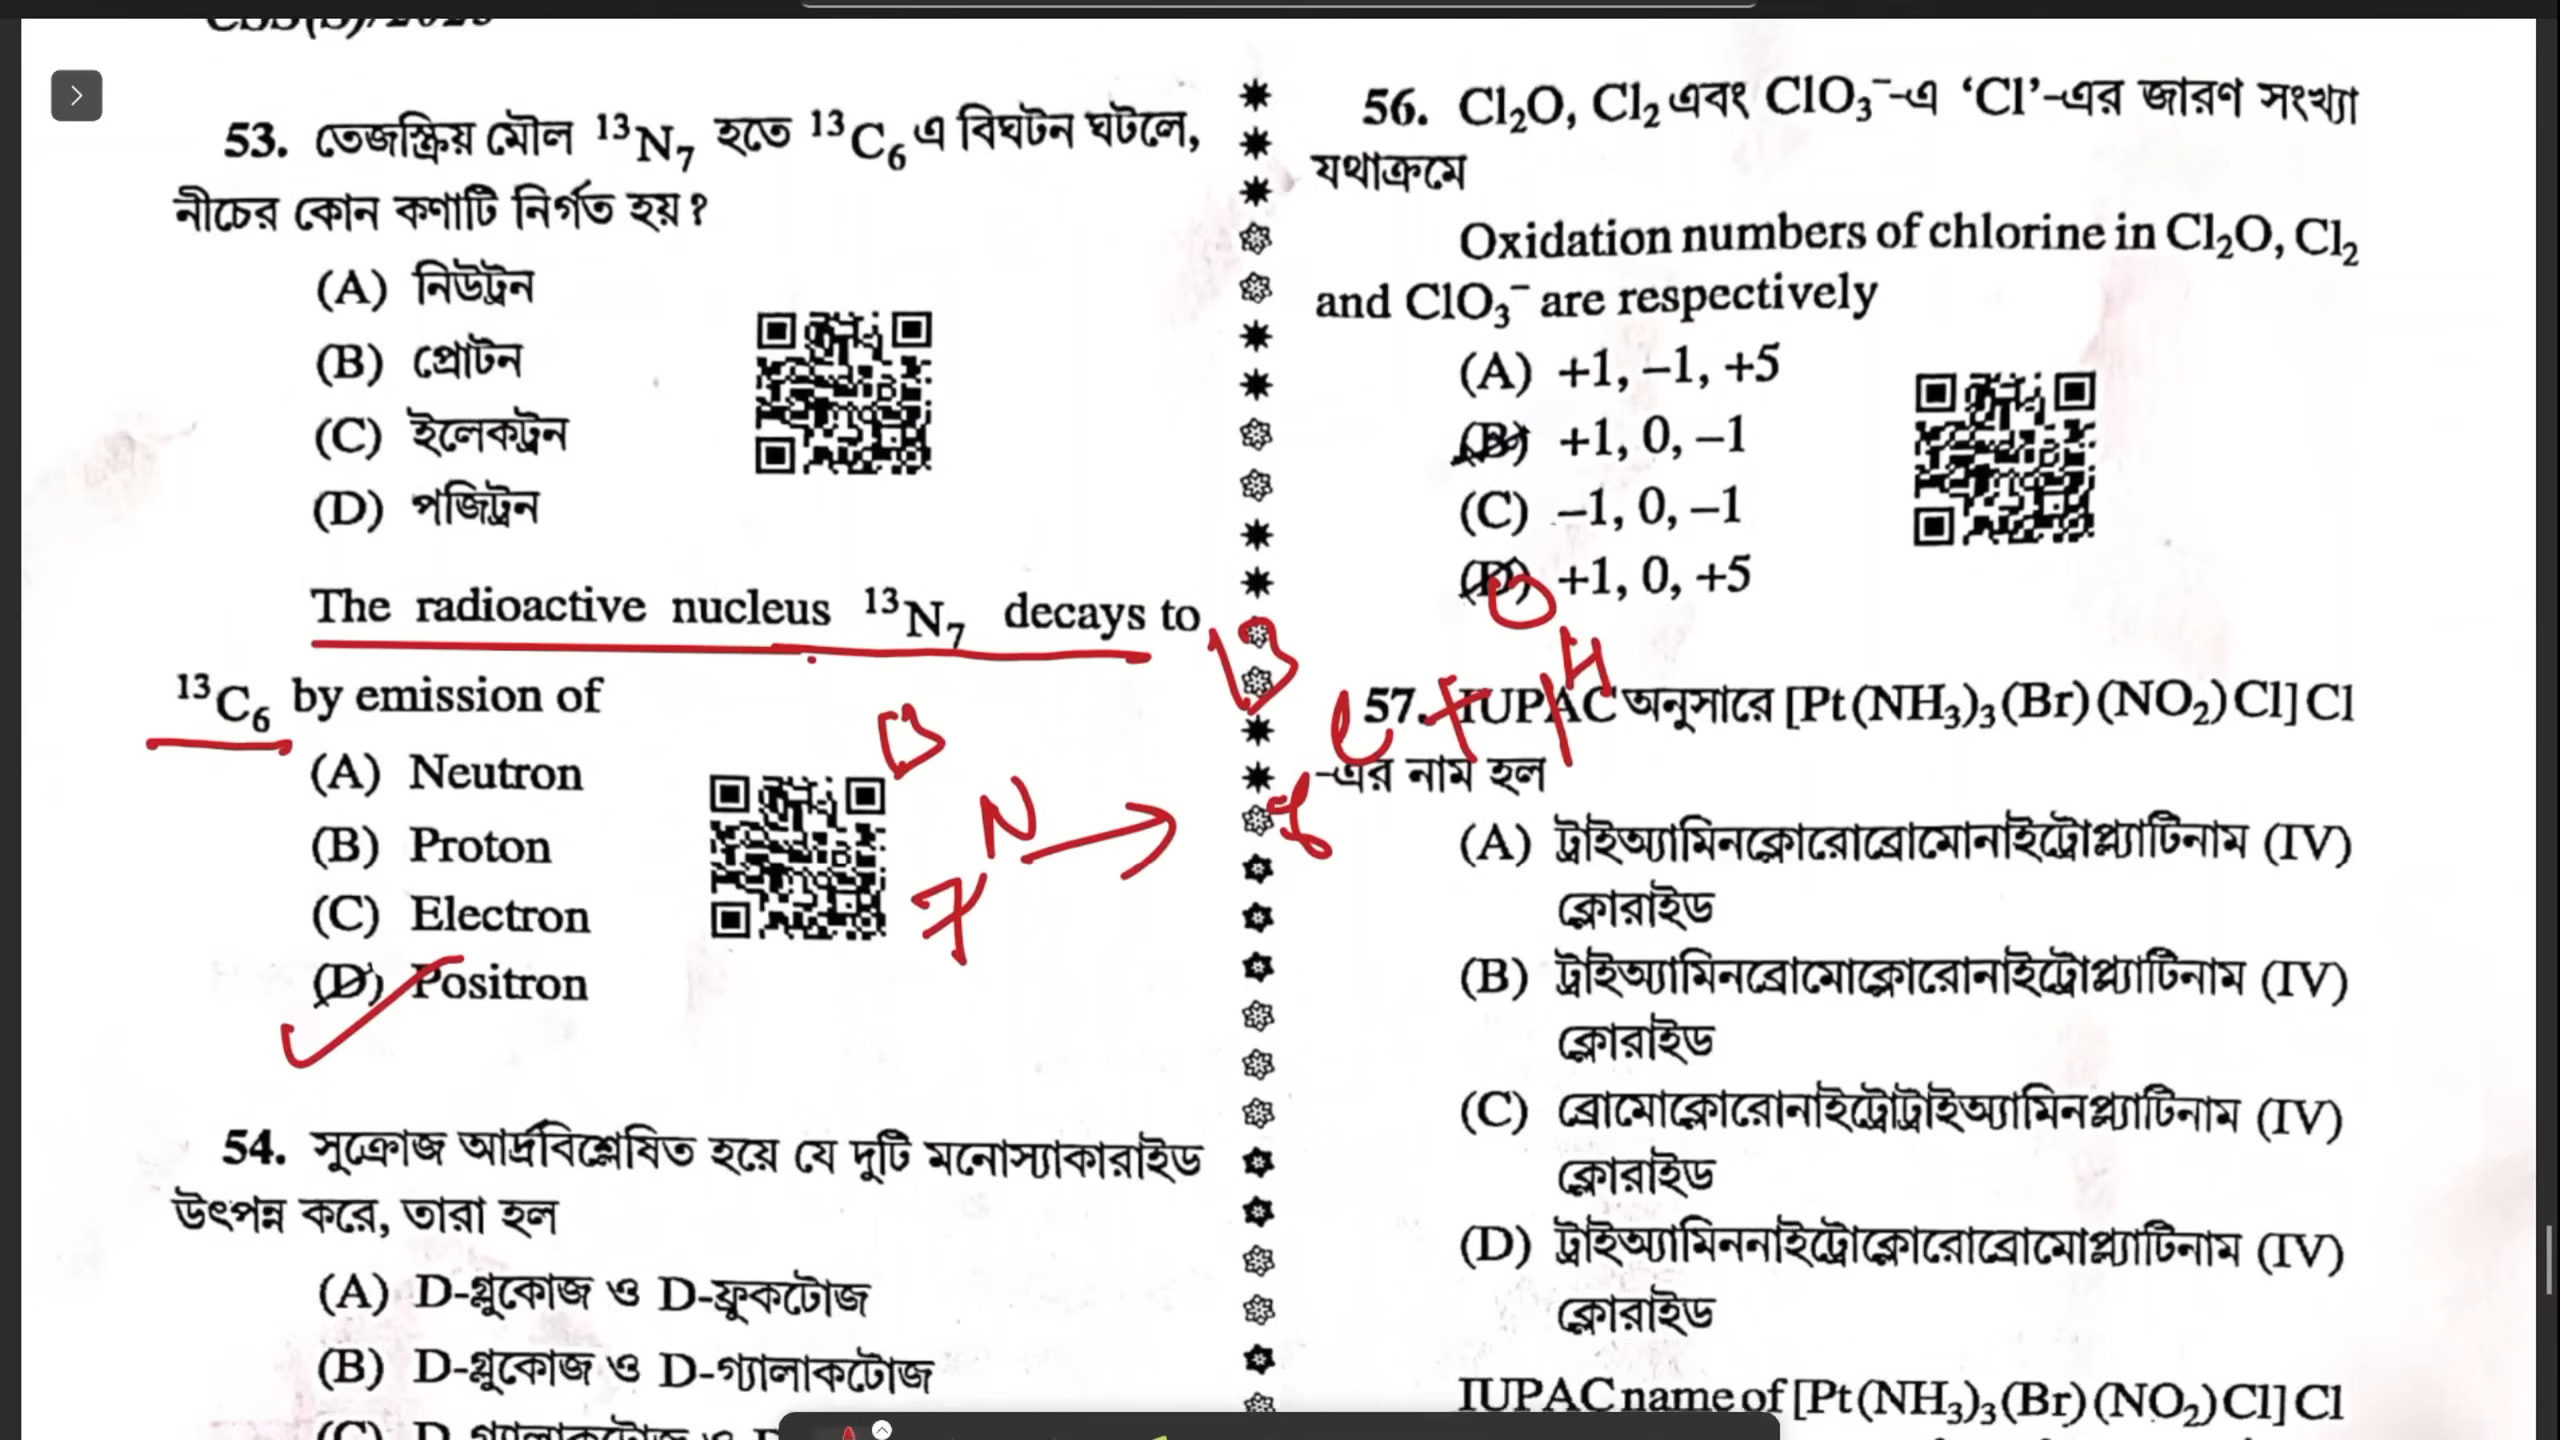 53. তেজস্ক্রিয় মৌল ¹³N₇ হতে ¹³C₆ এ বিঘটন ঘটলে,
নীচের কোন কণাটি নির্গত হয়?
(A) নিউট্রন
(B) প্রোটন
(C) ইলেকট্রন
(D) পজিট্রন
The radioactive nucleus ¹³N₇ decays to
¹³C₆ by emission of
(A) Neutron
(B) Proton
(C) Electron
(D) Positron
7 N
54. সুক্রোজ আর্দ্রবিশ্লেষিত হয়ে যে দুটি মনোস্যাকারাইড
উৎপন্ন করে, তারা হল
(A) D-গ্লুকোজ ও D-ফ্রুকটোজ
(B) D-গ্লুকোজ ও D-গ্যালাকটোজ
56. Cl₂O, Cl₂ এবং ClO₃⁻-এ ‘Cl’-এর জারণ সংখ্যা
যথাক্রমে
Oxidation numbers of chlorine in Cl₂O, Cl₂
and ClO₃⁻ are respectively
(A) +1, –1, +5
(B) +1, 0, –1
(C) –1, 0, –1
(D) +1, 0, +5
57. IUPAC অনুসারে [Pt(NH₃)₃(Br)(NO₂)Cl]Cl
-এর নাম হল
(A) ট্রাইঅ্যামিনক্লোরোব্রোমোনাইট্রোপ্ল্যাটিনাম (IV)
ক্লোরাইড
(B) ট্রাইঅ্যামিনব্রোমোক্লোরোনাইট্রোপ্ল্যাটিনাম (IV)
ক্লোরাইড
(C) ব্রোমোক্লোরোনাইট্রোট্রাইঅ্যামিনপ্ল্যাটিনাম (IV)
ক্লোরাইড
(D) ট্রাইঅ্যামিননাইট্রোক্লোরোব্রোমোপ্ল্যাটিনাম (IV)
ক্লোরাইড
IUPAC name of [Pt(NH₃)₃(Br)(NO₂)Cl]Cl